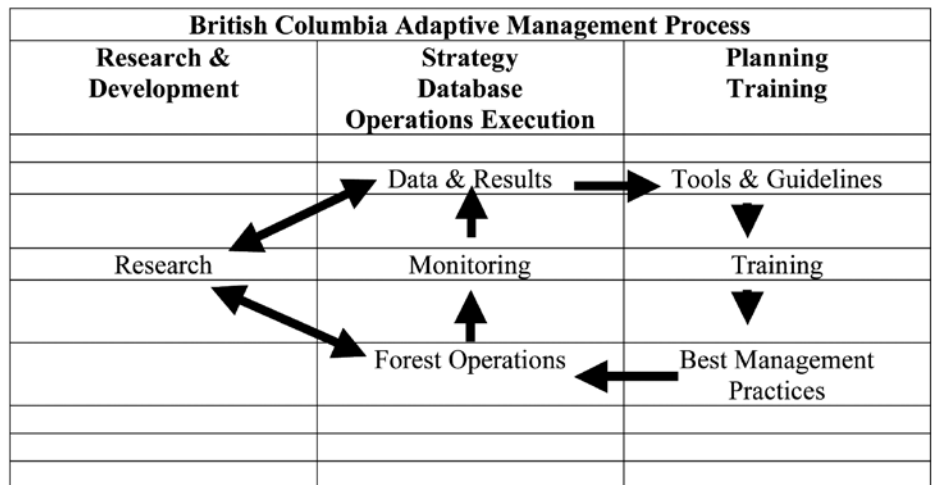 British Columbia Adaptive Management Process
Research &
Development
Strategy
Database
Operations Execution
Planning
Training
Data & Results
Tools & Guidelines
Research
Monitoring
Training
Forest Operations
Best Management
Practices